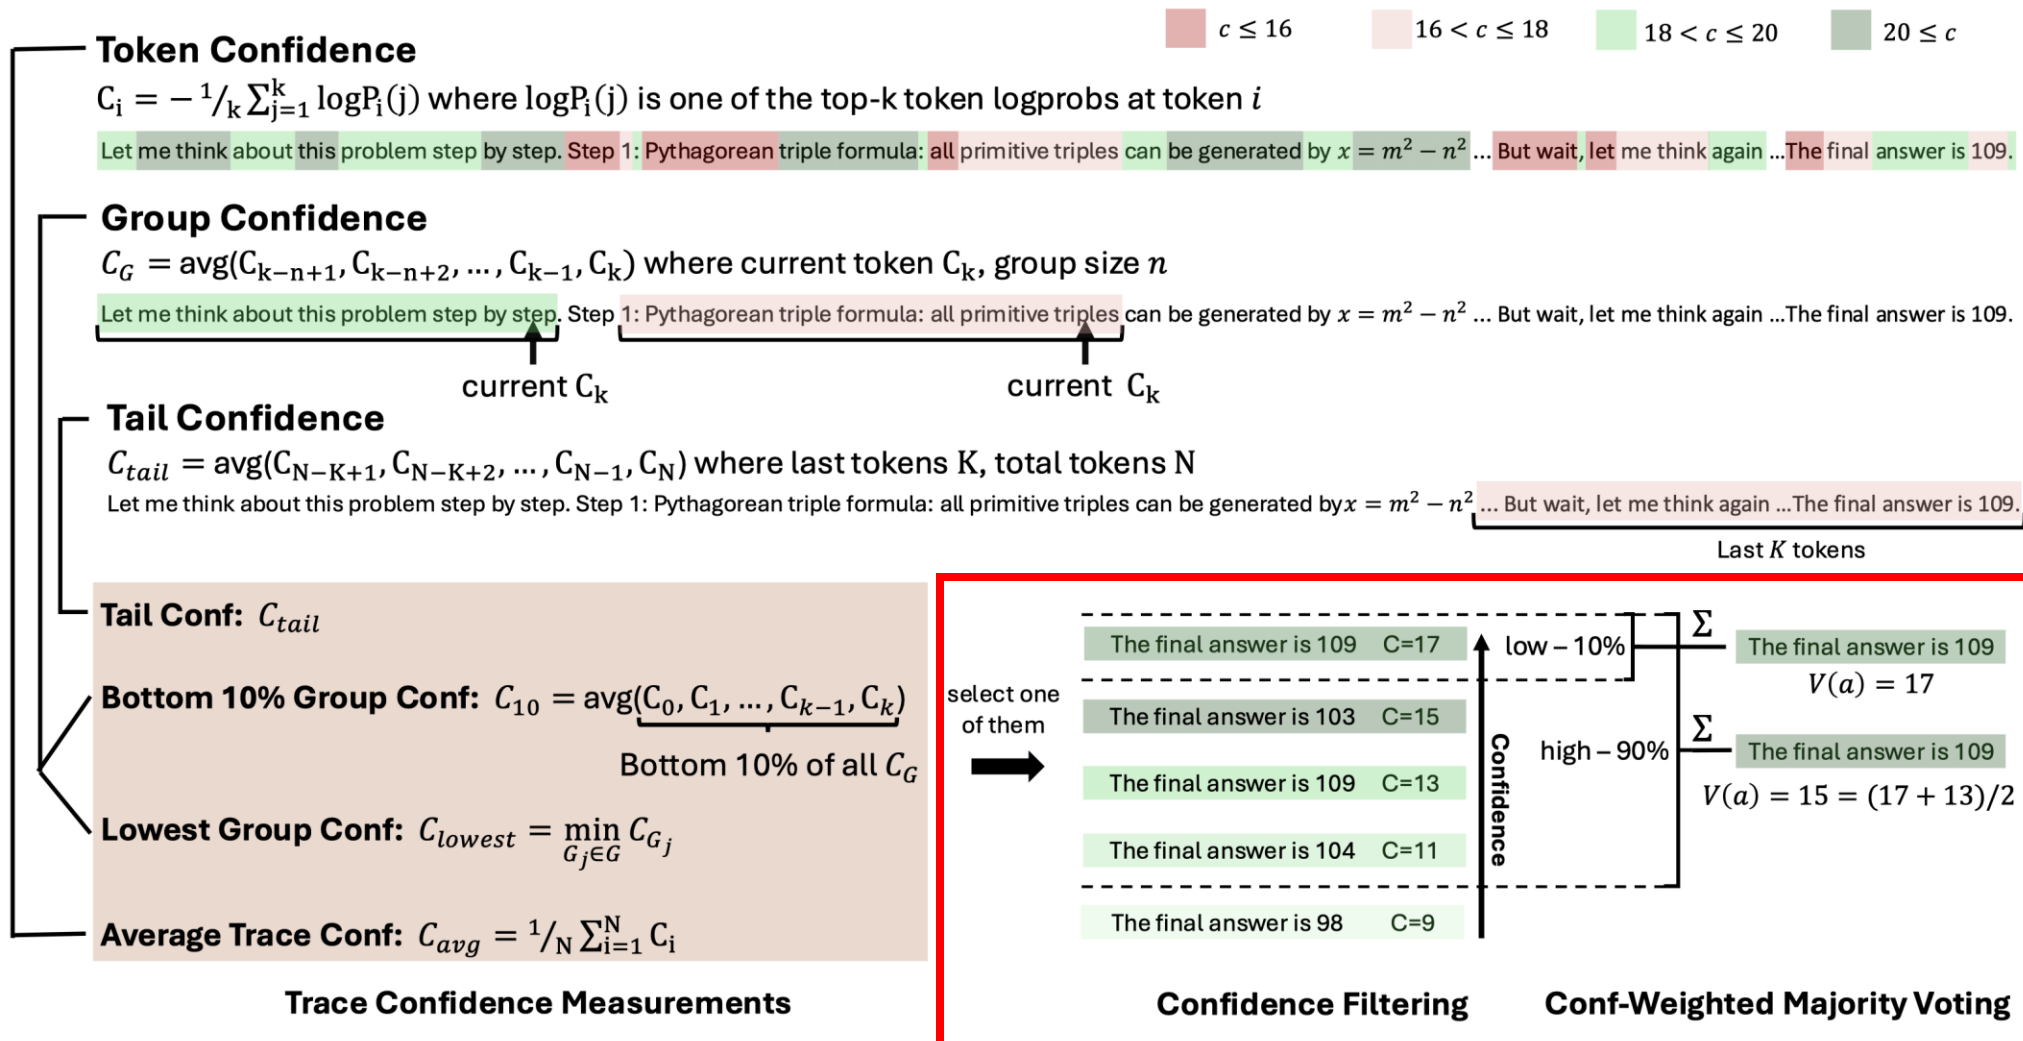 c ≤ 16
16 < c ≤ 18
18 < c ≤ 20
20 ≤ c
Token Confidence
Cᵢ = − ¹/ₖ ∑ᵏⱼ₌₁ logPᵢ(j) where logPᵢ(j) is one of the top-k token logprobs at token i
Let me think about this problem step by step. Step 1: Pythagorean triple formula: all primitive triples can be generated by x = m² − n² ... But wait, let me think again ...The final answer is 109.
Group Confidence
C_G = avg(C_{k−n+1}, C_{k−n+2}, ... , C_{k−1}, C_k) where current token C_k, group size n
Let me think about this problem step by step. Step 1: Pythagorean triple formula: all primitive triples can be generated by x = m² − n² ... But wait, let me think again ...The final answer is 109.
current C_k
current C_k
Tail Confidence
C_{tail} = avg(C_{N−K+1}, C_{N−K+2}, ... , C_{N−1}, C_N) where last tokens K, total tokens N
Let me think about this problem step by step. Step 1: Pythagorean triple formula: all primitive triples can be generated by x = m² − n² ... But wait, let me think again ...The final answer is 109.
Last K tokens
Tail Conf: C_{tail}
Bottom 10% Group Conf: C₁₀ = avg(C₀, C₁, ... , C_{k−1}, C_k)
Bottom 10% of all C_G
Lowest Group Conf: C_{lowest} = min_{G_j∈G} C_{G_j}
Average Trace Conf: C_{avg} = ¹/_N ∑ᴺᵢ₌₁ Cᵢ
Trace Confidence Measurements
select one
of them
The final answer is 109 C=17
The final answer is 103 C=15
The final answer is 109 C=13
The final answer is 104 C=11
The final answer is 98 C=9
Confidence
low – 10%
Σ
The final answer is 109
V(a) = 17
high – 90%
Σ
The final answer is 109
V(a) = 15 = (17 + 13)/2
Confidence Filtering
Conf-Weighted Majority Voting